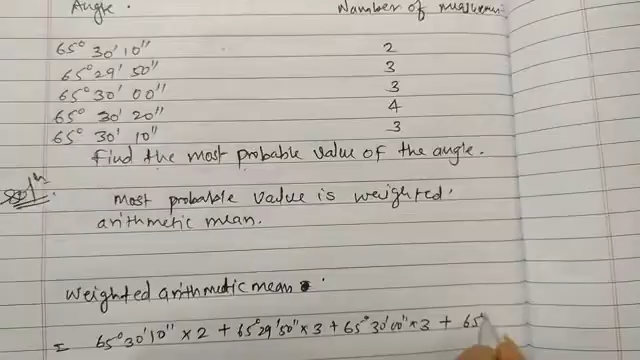 Angle. Number of measurem
65° 30' 10" 2
65° 29' 50" 3
65° 30' 00" 3
65° 30' 20" 4
65° 30' 10" 3
find the most probable value of the angle.
Sol^n.
most probable value is weighted.
arithmetic mean.
Weighted arithmetic mean.
= 65° 30' 10" × 2 + 65° 29' 50" × 3 + 65° 30' 00" × 3 + 65°